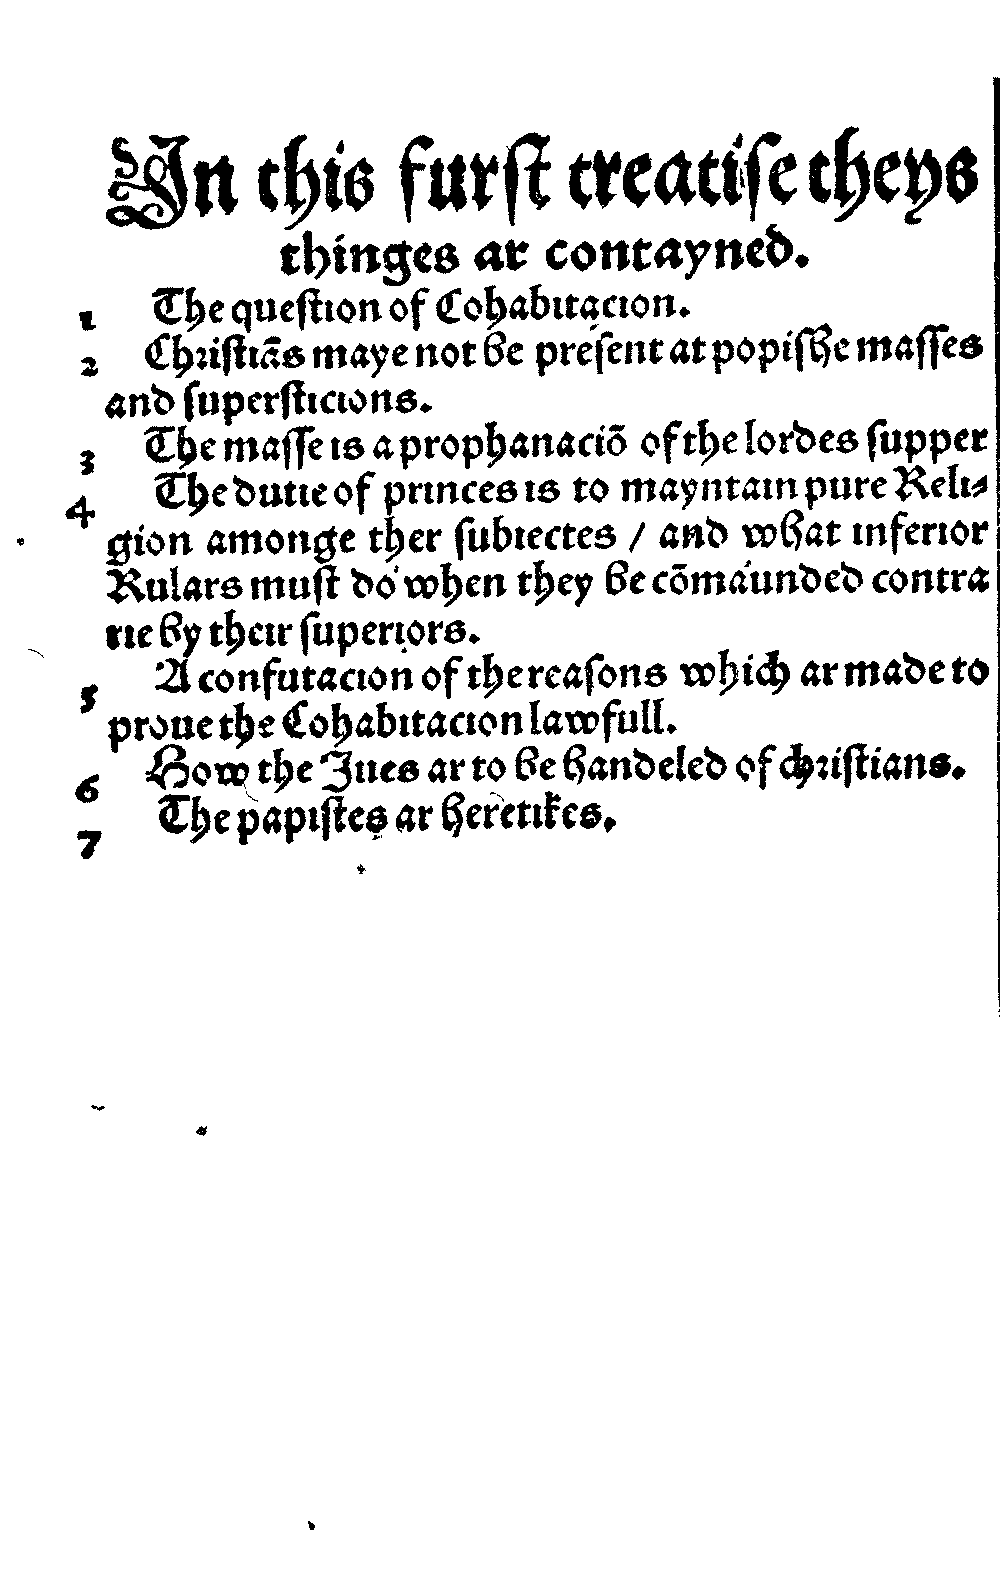 In this furſt treatiſe theys
thinges ar contayned.
1 The queſtion of Cohabitacion.
2 Chriſtiãs maye not be preſent at popiſhe maſſes
and ſuperſticions.
3 The maſſe is a prophanaciõ of the lordes ſupper
4 The dutie of princes is to mayntain pure Reli⸗
gion amonge ther ſubiectes / and what inferior
Rulars muſt do when they be cõmaunded contra
rie by their ſuperiors.
5 A confutacion of the reaſons which ar made to
proue the Cohabitacion lawfull.
6 How the Iues ar to be handeled of chriſtians.
7 The papiſtes ar heretikes.